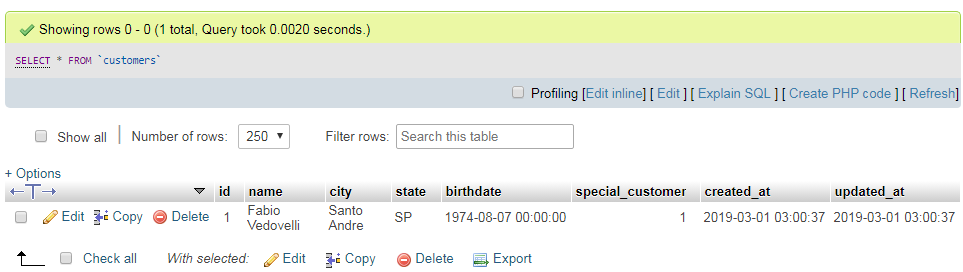 Showing rows 0 - 0 (1 total, Query took 0.0020 seconds.)
SELECT * FROM `customers`
Profiling [Edit inline] [ Edit ] [ Explain SQL ] [ Create PHP code ] [ Refresh]
Show all Number of rows: 250 Filter rows: Search this table
+ Options
id name city state birthdate special_customer created_at updated_at
Edit Copy Delete 1 Fabio Vedovelli Santo Andre SP 1974-08-07 00:00:00 1 2019-03-01 03:00:37 2019-03-01 03:00:37
Check all With selected: Edit Copy Delete Export